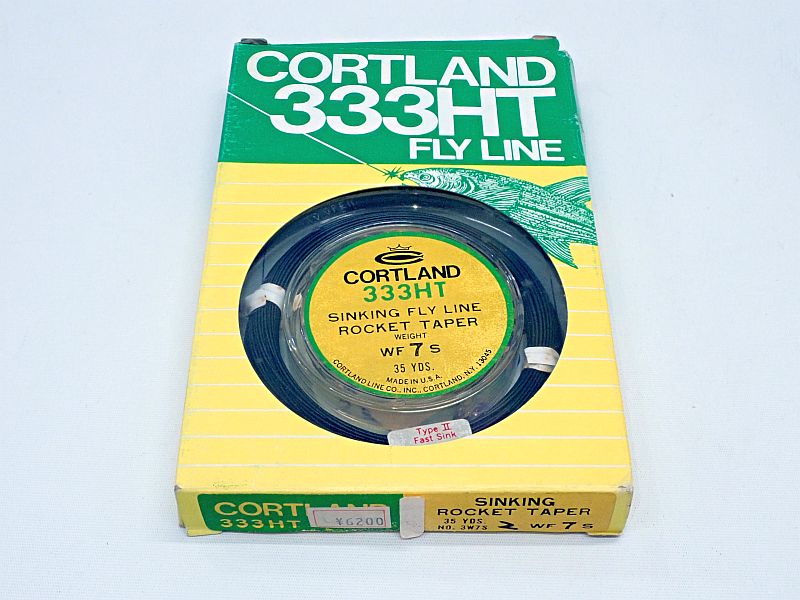 CORTLAND
333HT
FLY LINE
CORTLAND
333HT
SINKING FLY LINE
ROCKET TAPER
WEIGHT
WF 7 S
35 YDS.
MADE IN U.S.A.
CORTLAND LINE CO., INC., CORTLAND, N.Y. 13045
Type II
Fast Sink
CORTLAND
333HT
¥6200
SINKING
ROCKET TAPER
35 YDS.
NO. 3W7S 2 WF 7 S